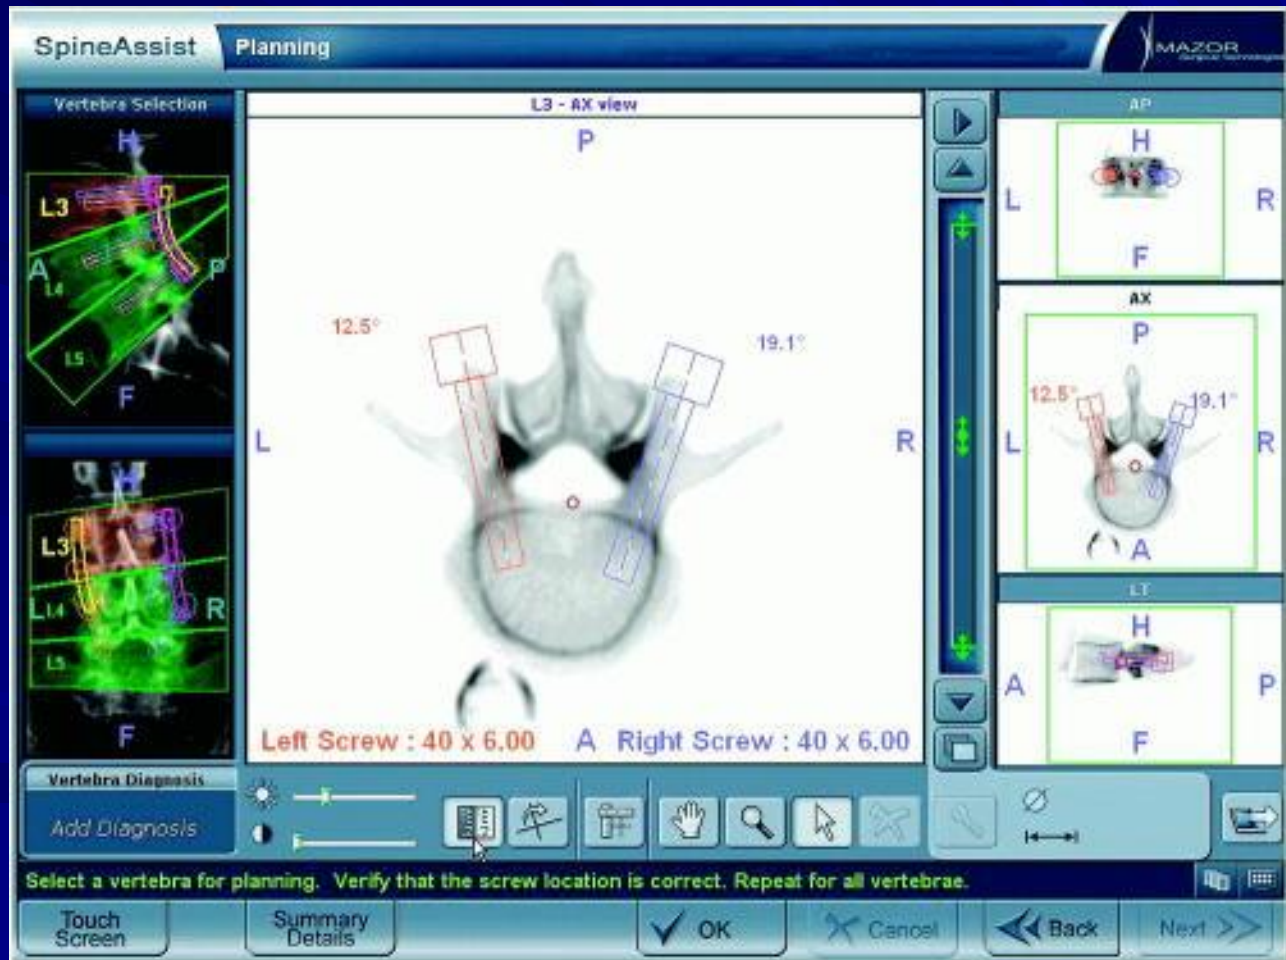 SpineAssist
Planning
MAZOR
Surgical Technologies
Vertebra Selection
H
L3
A
P
L4
L5
F
H
L3
L
L4
R
L5
F
L3 - AX view
P
12.5°
19.1°
L
R
Left Screw : 40 x 6.00
A
Right Screw : 40 x 6.00
AP
H
L
R
F
AX
P
12.5°
19.1°
L
R
A
LT
H
A
P
F
Vertebra Diagnosis
Add Diagnosis
Select a vertebra for planning. Verify that the screw location is correct. Repeat for all vertebrae.
Touch
Screen
Summary
Details
OK
Cancel
Back
Next